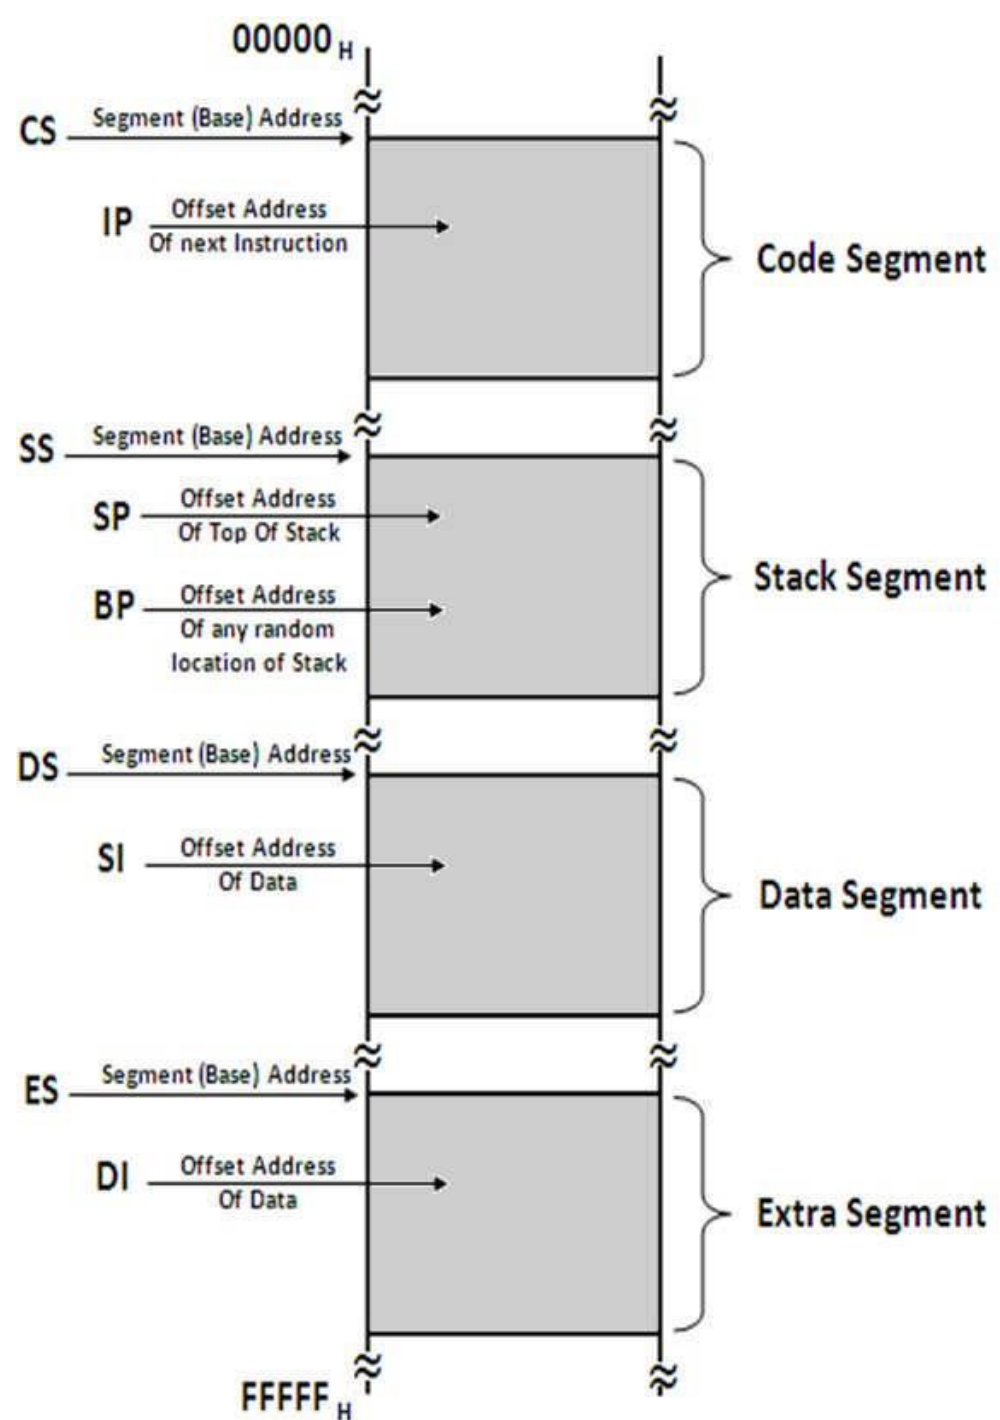 00000 H
CS Segment (Base) Address
IP Offset Address
Of next Instruction
Code Segment
SS Segment (Base) Address
SP Offset Address
Of Top Of Stack
BP Offset Address
Of any random
location of Stack
Stack Segment
DS Segment (Base) Address
SI Offset Address
Of Data
Data Segment
ES Segment (Base) Address
DI Offset Address
Of Data
Extra Segment
FFFFF H